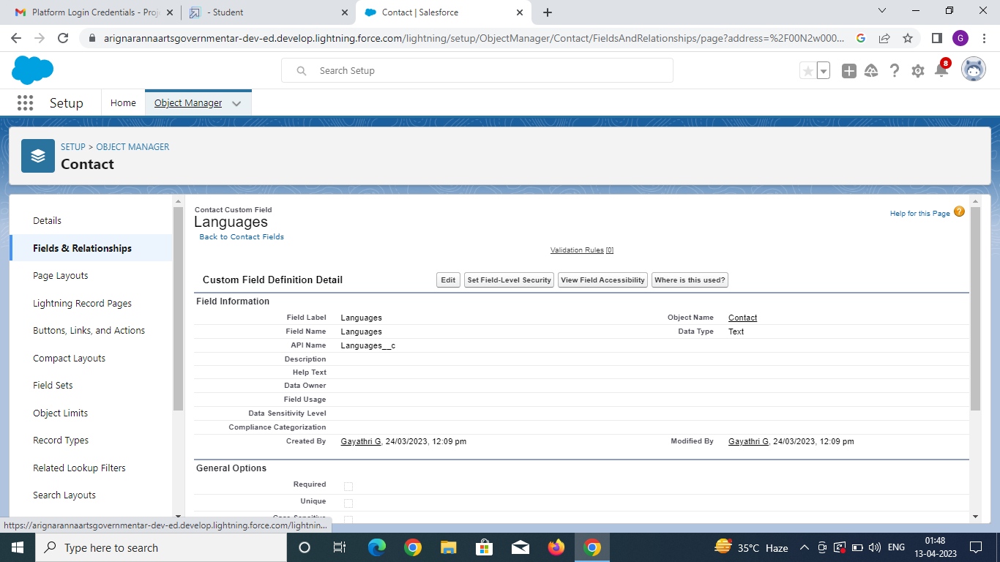 Platform Login Credentials - Proj
- Student
Contact | Salesforce
arignarannaartsgovernmentar-dev-ed.develop.lightning.force.com/lightning/setup/ObjectManager/Contact/FieldsAndRelationships/page?address=%2F00N2w000...
G
Search Setup
8
Setup
Home
Object Manager
SETUP > OBJECT MANAGER
Contact
Details
Fields & Relationships
Page Layouts
Lightning Record Pages
Buttons, Links, and Actions
Compact Layouts
Field Sets
Object Limits
Record Types
Related Lookup Filters
Search Layouts
Contact Custom Field
Languages
Back to Contact Fields
Help for this Page
Validation Rules [0]
Custom Field Definition Detail
Edit
Set Field-Level Security
View Field Accessibility
Where is this used?
Field Information
Field Label Languages Object Name Contact
Field Name Languages Data Type Text
API Name Languages__c
Description
Help Text
Data Owner
Field Usage
Data Sensitivity Level
Compliance Categorization
Created By Gayathri G, 24/03/2023, 12:09 pm Modified By Gayathri G, 24/03/2023, 12:09 pm
General Options
Required
Unique
Case Sensitive
https://arignarannaartsgovernmentar-dev-ed.develop.lightning.force.com/lightnin...
Type here to search
35°C Haze
ENG
01:48
13-04-2023